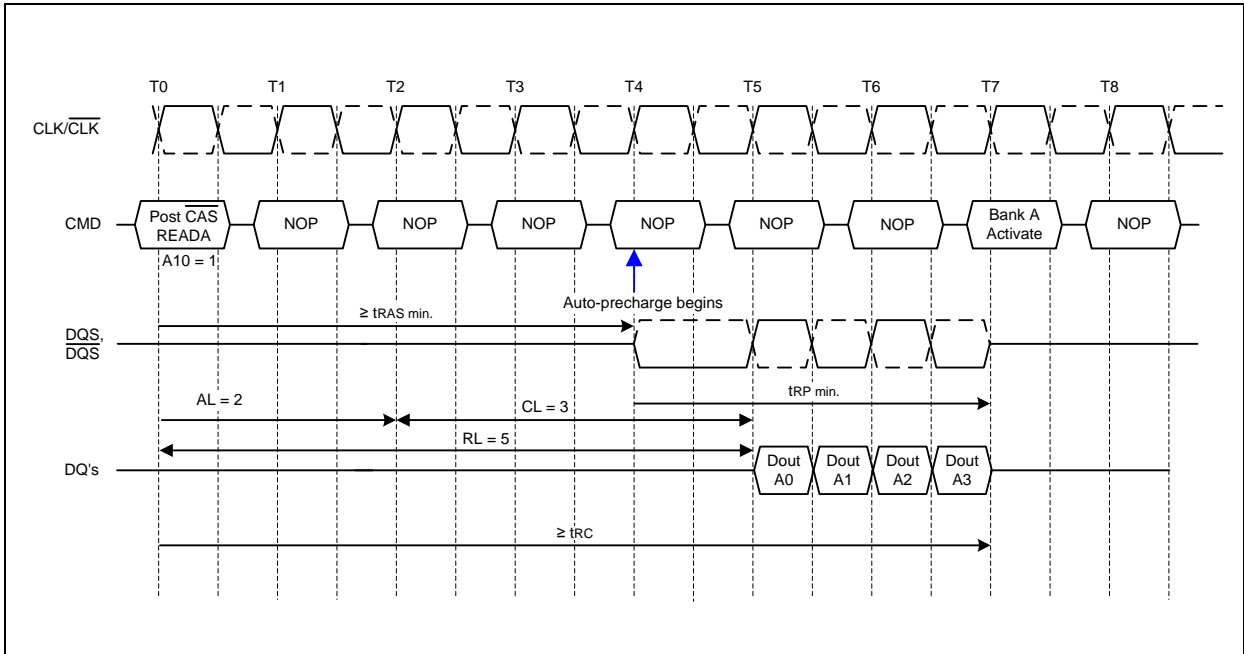 T0 T1 T2 T3 T4 T5 T6 T7 T8
CLK/CLK
CMD
Post CAS
READA
NOP NOP NOP NOP NOP NOP
Bank A
Activate
NOP
A10 = 1
Auto-precharge begins
≥ tRAS min.
DQS,
DQS
tRP min.
AL = 2
CL = 3
RL = 5
DQ's
Dout
A0
Dout
A1
Dout
A2
Dout
A3
≥ tRC